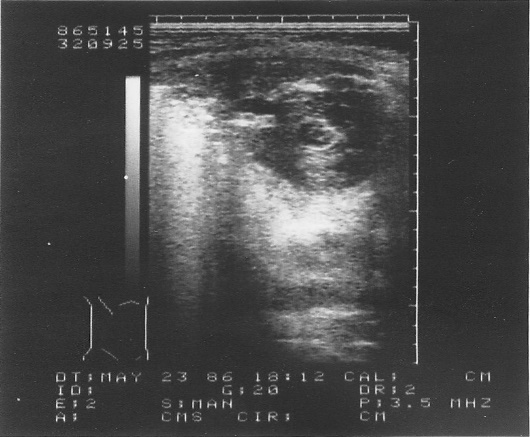 865145
320925
DT:MAY 23 86 18:12 CAL: CM
ID: G:20 DR:2
E:2 S:MAN P:3.5 MHZ
A: CMS CIR: CM